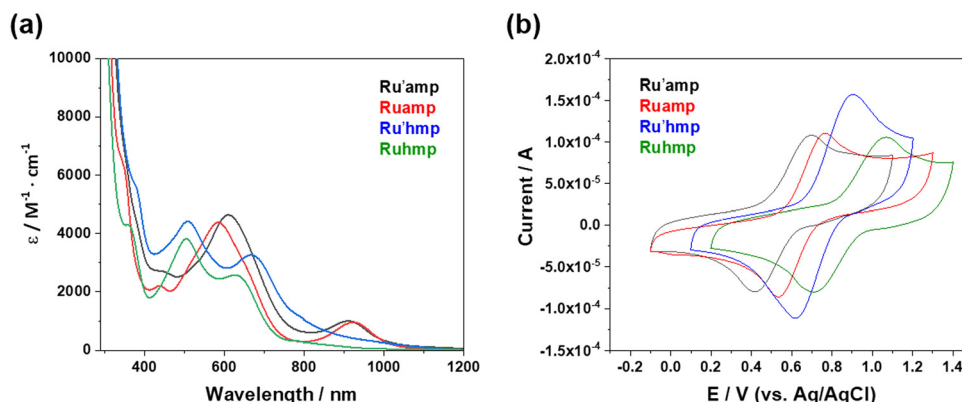 (a)
10000
8000
6000
4000
2000
0
ε / M⁻¹ · cm⁻¹
Ru'amp
Ruamp
Ru'hmp
Ruhmp
400 600 800 1000 1200
Wavelength / nm
(b)
2.0x10⁻⁴
1.5x10⁻⁴
1.0x10⁻⁴
5.0x10⁻⁵
0.0
-5.0x10⁻⁵
-1.0x10⁻⁴
-1.5x10⁻⁴
Current / A
Ru'amp
Ruamp
Ru'hmp
Ruhmp
-0.2 0.0 0.2 0.4 0.6 0.8 1.0 1.2 1.4
E / V (vs. Ag/AgCl)